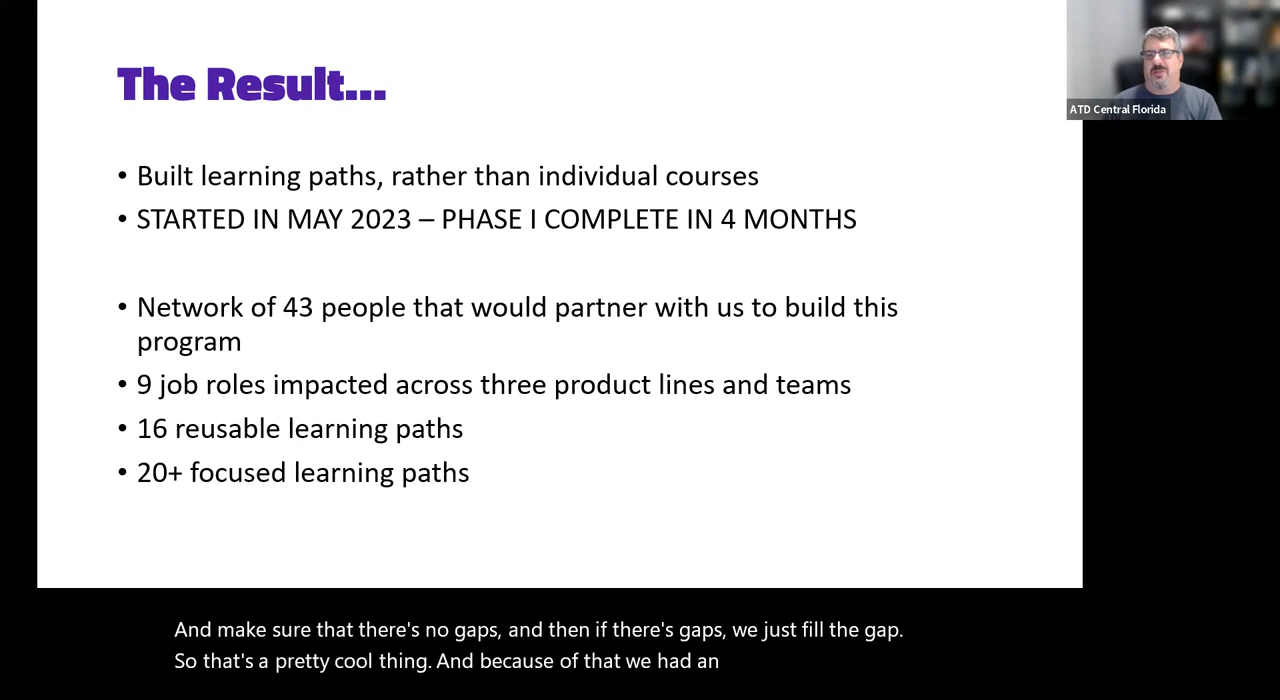 The Result...
ATD Central Florida
• Built learning paths, rather than individual courses
• STARTED IN MAY 2023 – PHASE I COMPLETE IN 4 MONTHS
• Network of 43 people that would partner with us to build this
program
• 9 job roles impacted across three product lines and teams
• 16 reusable learning paths
• 20+ focused learning paths
And make sure that there's no gaps, and then if there's gaps, we just fill the gap.
So that's a pretty cool thing. And because of that we had an